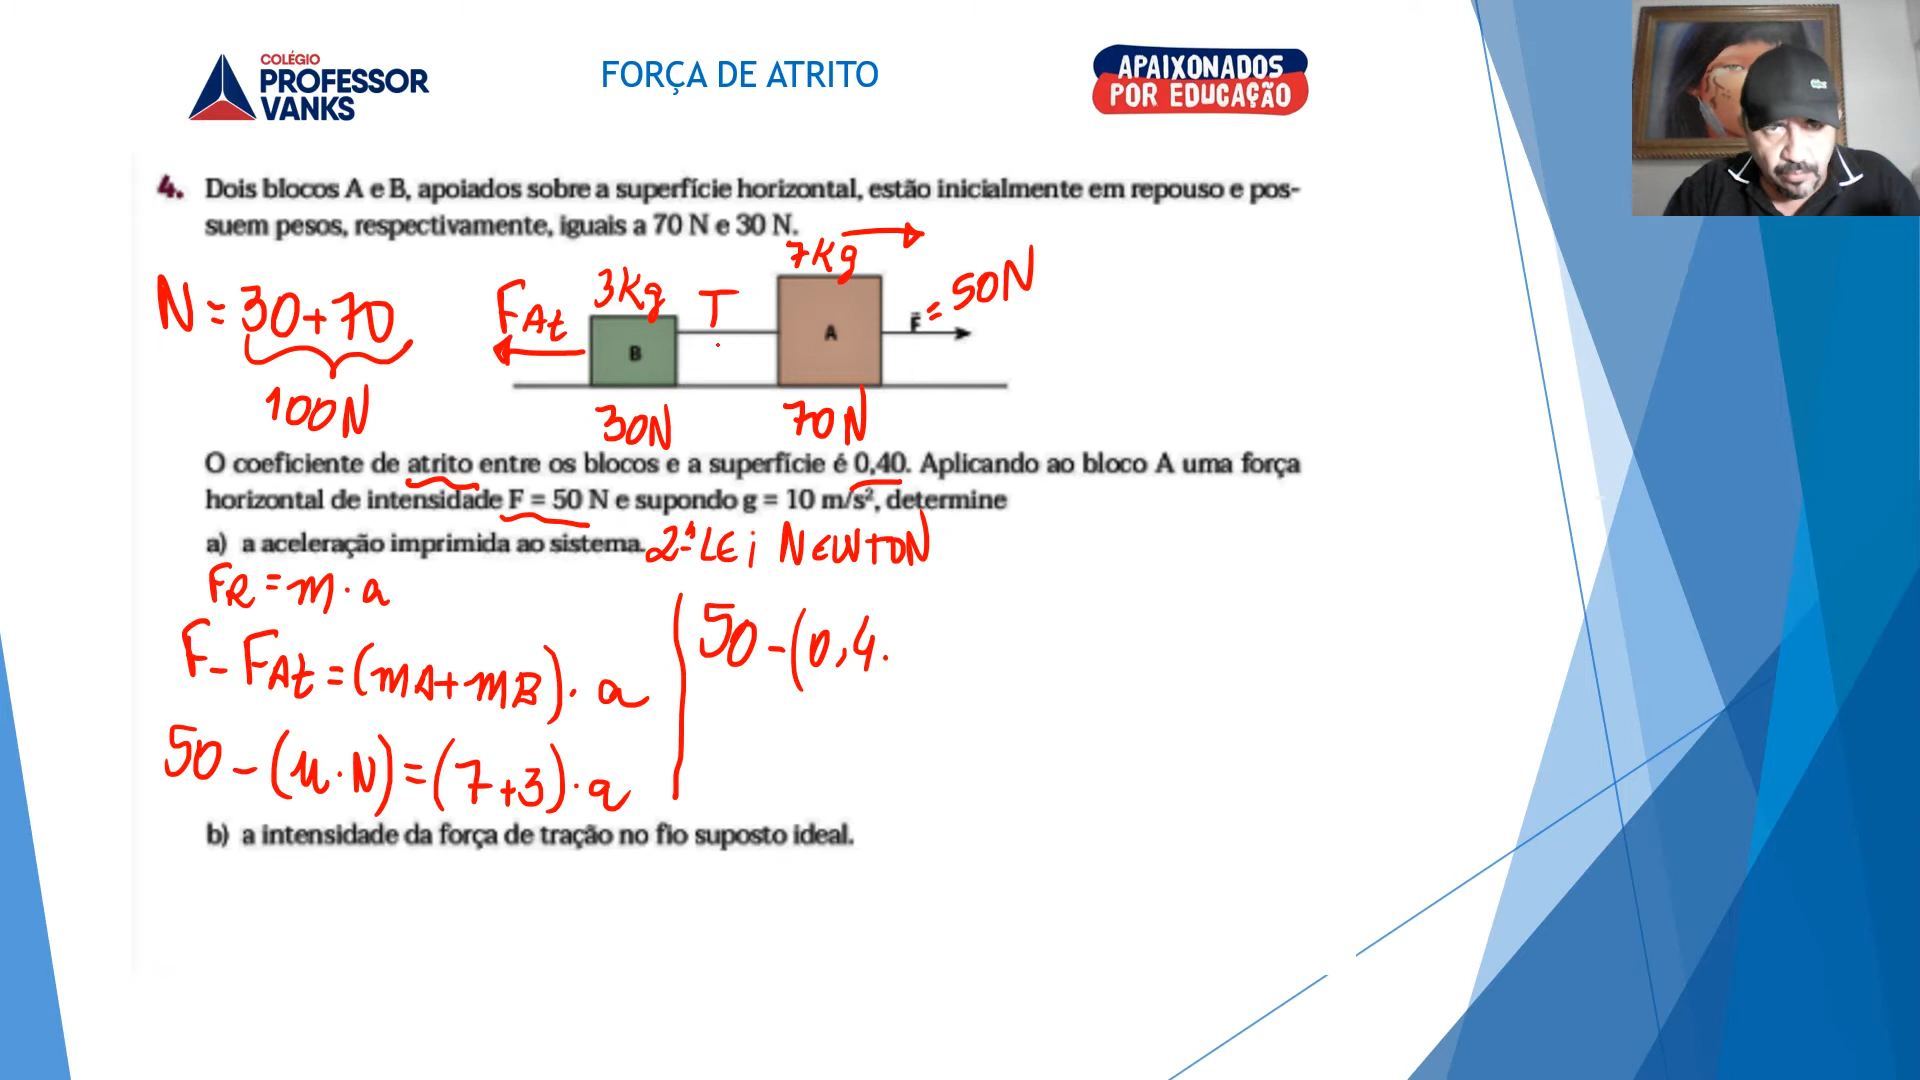 COLÉGIO
PROFESSOR
VANKS
FORÇA DE ATRITO
APAIXONADOS
POR EDUCAÇÃO
4. Dois blocos A e B, apoiados sobre a superfície horizontal, estão inicialmente em repouso e pos-
suem pesos, respectivamente, iguais a 70 N e 30 N.
N = 30+70
100N
FAt
3Kg
T
7Kg
F = 50N
B
A
30N
70N
O coeficiente de atrito entre os blocos e a superfície é 0,40. Aplicando ao bloco A uma força
horizontal de intensidade F = 50 N e supondo g = 10 m/s², determine
a) a aceleração imprimida ao sistema. 2ª LEi NEWTON
FR = m · a
F - FAt = (mA+mB) · a
50 - (μ·N) = (7+3) · a
50 - (0,4.
b) a intensidade da força de tração no fio suposto ideal.